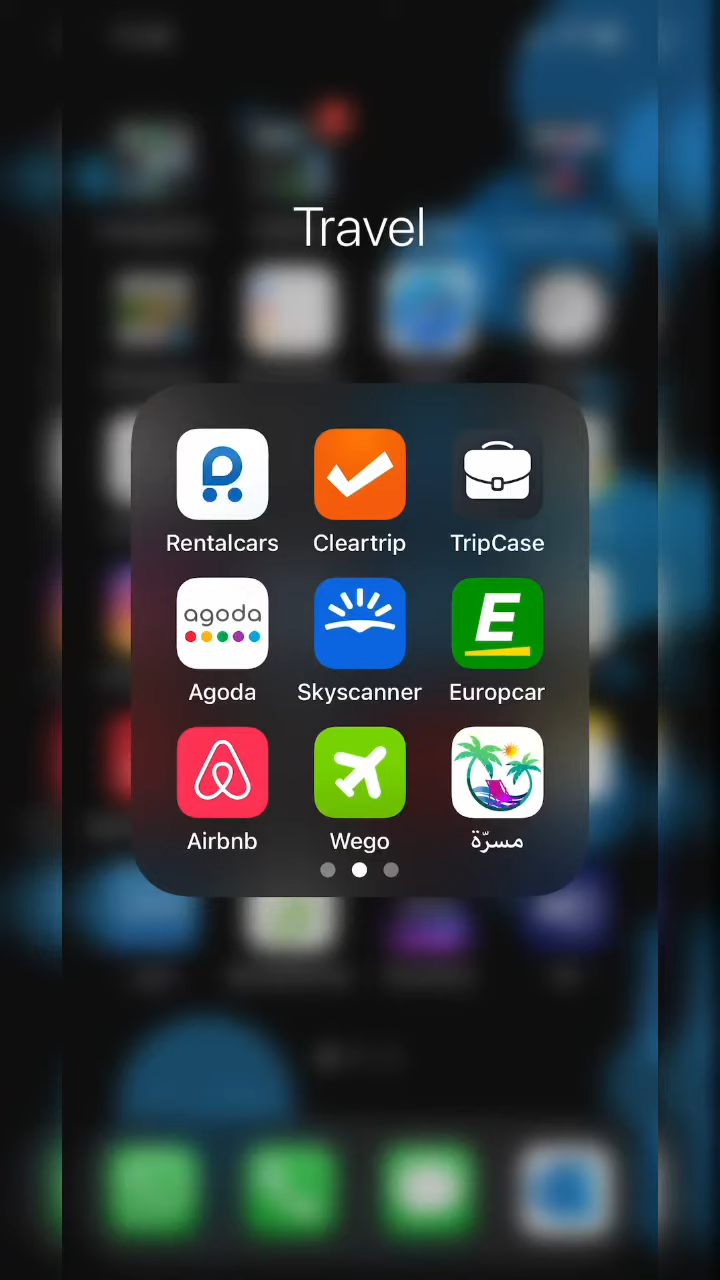 Travel
Rentalcars
Cleartrip
TripCase
agoda
E
Agoda
Skyscanner
Europcar
Airbnb
Wego
مسرّة